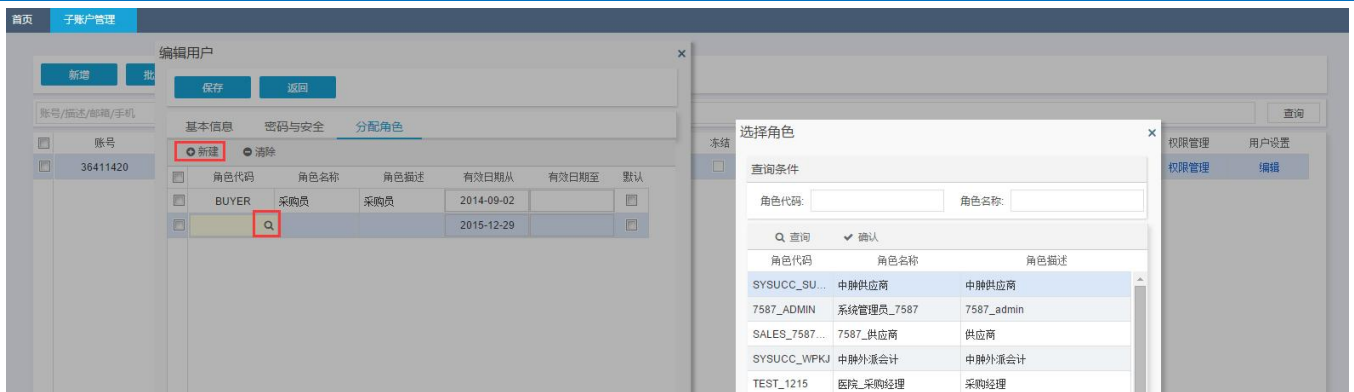 首页 子账户管理
编辑用户 ×
新增 批
保存 返回
账号/描述/邮箱/手机 查询
基本信息 密码与安全 分配角色
账号 冻结 权限管理 用户设置
新建 清除
36411420 权限管理 编辑
角色代码 角色名称 角色描述 有效日期从 有效日期至 默认
BUYER 采购员 采购员 2014-09-02
2015-12-29
选择角色 ×
查询条件
角色代码: 角色名称:
查询 确认
角色代码 角色名称 角色描述
SYSUCC_SU... 中肿供应商 中肿供应商
7587_ADMIN 系统管理员_7587 7587_admin
SALES_7587... 7587_供应商 供应商
SYSUCC_WPKJ 中肿外派会计 中肿外派会计
TEST_1215 医院_采购经理 采购经理